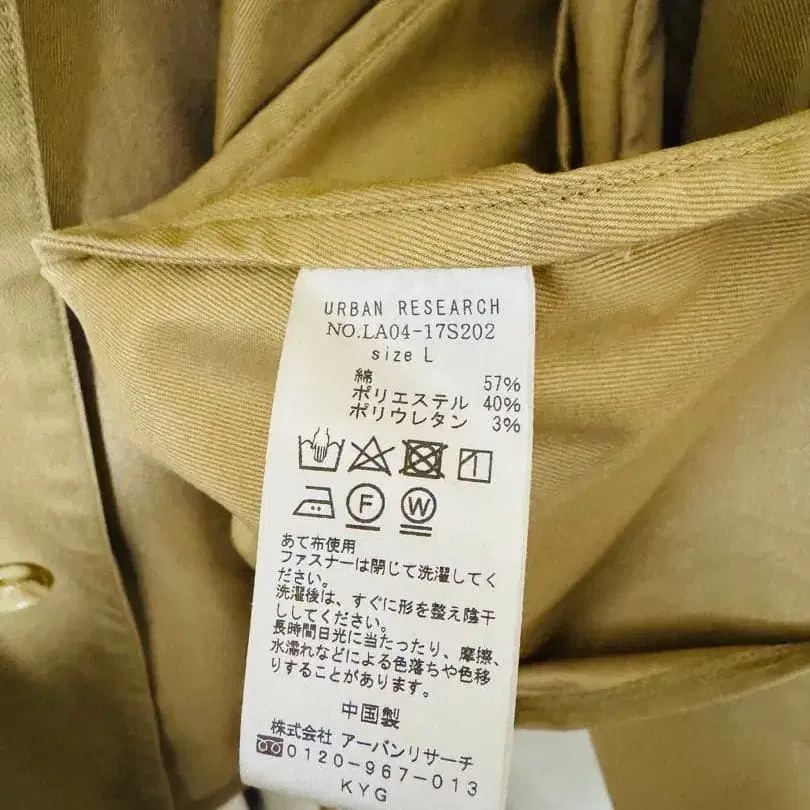 URBAN RESEARCH
NO.LA04-17S202
size L
綿 57%
ポリエステル 40%
ポリウレタン 3%
F W
あて布使用
ファスナーは閉じて洗濯してく
ださい。
洗濯後は、すぐに形を整え陰干
ししてください。
長時間日光に当たったり、摩擦、
水濡れなどによる色落ちや色移
りすることがあります。
中国製
株式会社 アーバンリサーチ
0120-967-013
KYG